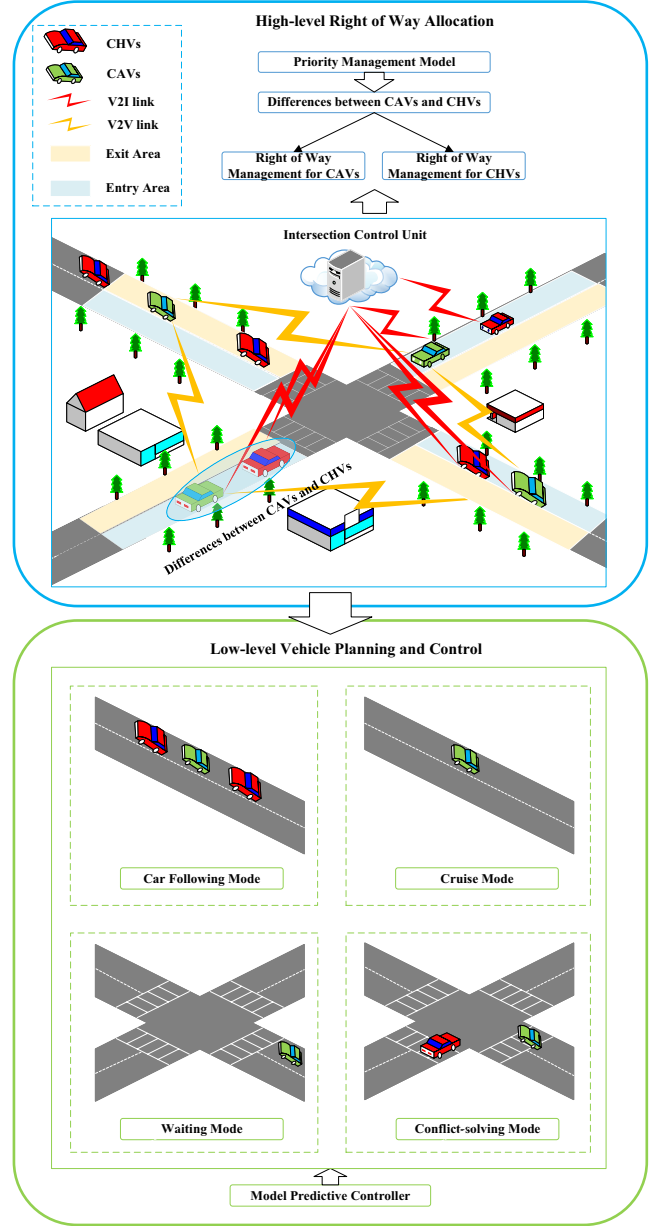 High-level Right of Way Allocation
CHVs
CAVs
V2I link
V2V link
Exit Area
Entry Area
Priority Management Model
Differences between CAVs and CHVs
Right of Way
Management for CAVs
Right of Way
Management for CHVs
Intersection Control Unit
Differences between CAVs and CHVs
Low-level Vehicle Planning and Control
Car Following Mode
Cruise Mode
Waiting Mode
Conflict-solving Mode
Model Predictive Controller